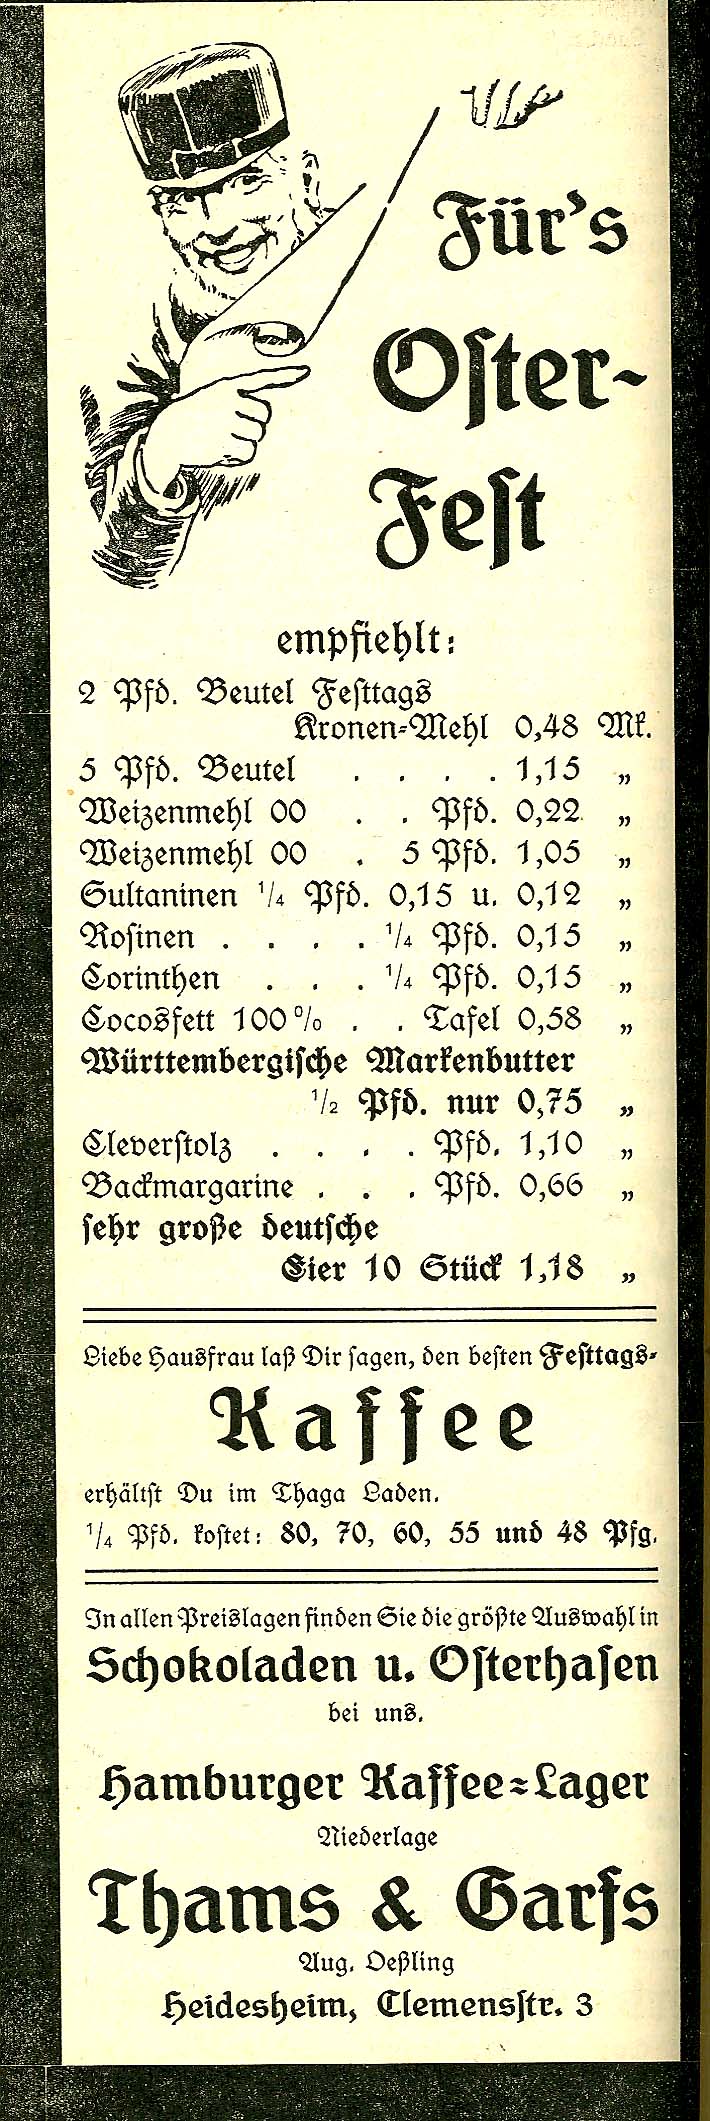 Für's
Oster-
Fest
empfiehlt:
2 Pfd. Beutel Festtags
Kronen-Mehl 0,48 Mk.
5 Pfd. Beutel . . . . 1,15 „
Weizenmehl 00 . . Pfd. 0,22 „
Weizenmehl 00 . 5 Pfd. 1,05 „
Sultaninen 1/4 Pfd. 0,15 u. 0,12 „
Rosinen . . . . 1/4 Pfd. 0,15 „
Corinthen . . . 1/4 Pfd. 0,15 „
Cocosfett 100% . . Tafel 0,58 „
Württembergische Markenbutter
1/2 Pfd. nur 0,75 „
Cleverstolz . . . . Pfd. 1,10 „
Backmargarine . . . Pfd. 0,66 „
sehr große deutsche
Eier 10 Stück 1,18 „
Liebe Hausfrau laß Dir sagen, den besten Festtags-
Kaffee
erhältst Du im Thaga Laden.
1/4 Pfd. kostet: 80, 70, 60, 55 und 48 Pfg.
In allen Preislagen finden Sie die größte Auswahl in
Schokoladen u. Osterhasen
bei uns.
Hamburger Kaffee-Lager
Niederlage
Thams & Garfs
Aug. Oeßling
Heidesheim, Clemensstr. 3